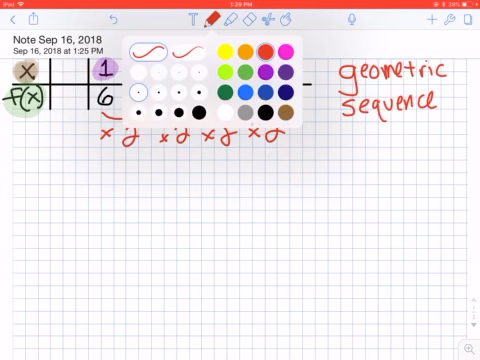 iPad
1:29 PM
38%
T
Note Sep 16, 2018
Sep 16, 2018 at 1:25 PM
x 1
f(x) 6
geometric
sequence